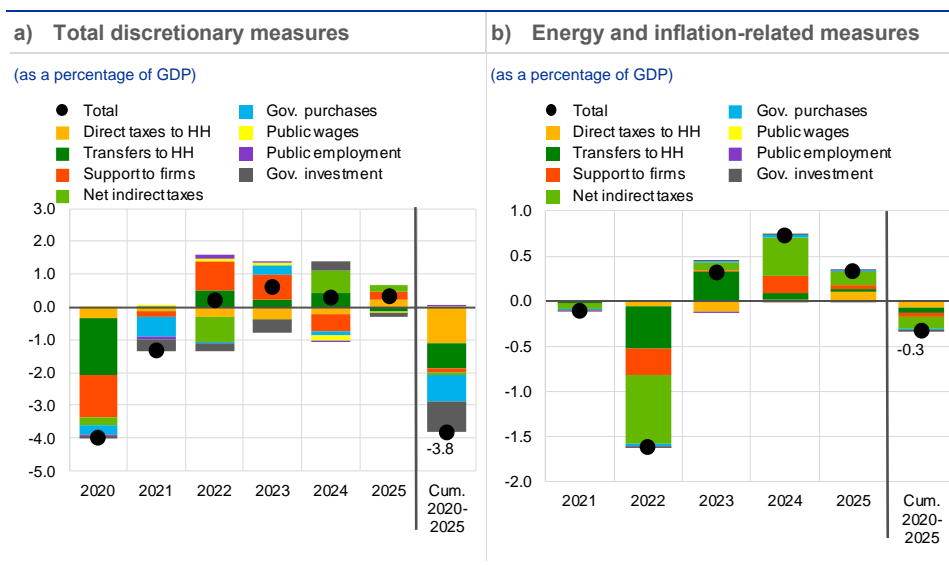 a) Total discretionary measures
(as a percentage of GDP)
Total
Direct taxes to HH
Transfers to HH
Support to firms
Net indirect taxes
Gov. purchases
Public wages
Public employment
Gov. investment
3.0
2.0
1.0
0.0
-1.0
-2.0
-3.0
-4.0
-5.0
-3.8
2020 2021 2022 2023 2024 2025 Cum.
2020-
2025
b) Energy and inflation-related measures
(as a percentage of GDP)
Total
Direct taxes to HH
Transfers to HH
Support to firms
Net indirect taxes
Gov. purchases
Public wages
Public employment
Gov. investment
1.0
0.5
0.0
-0.5
-1.0
-1.5
-2.0
-0.3
2021 2022 2023 2024 2025 Cum.
2020-
2025